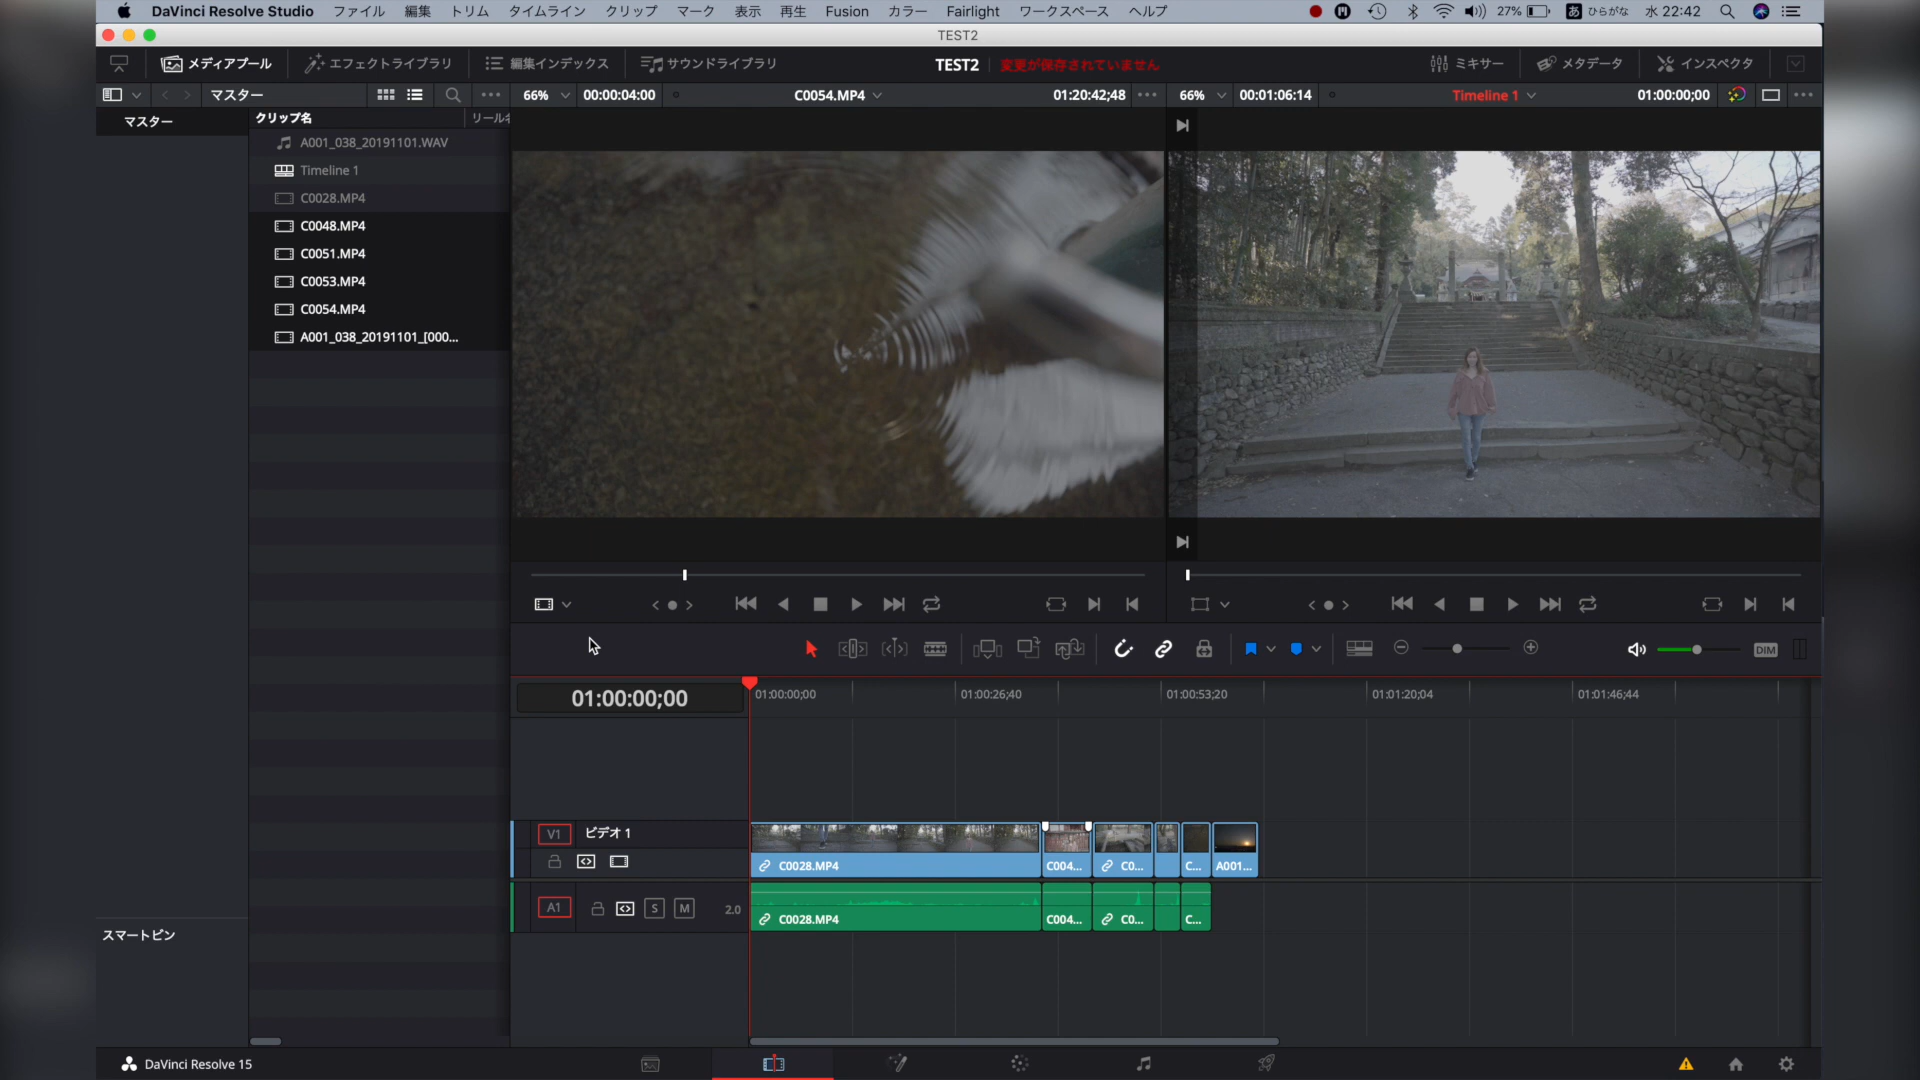 DaVinci Resolve Studio ファイル 編集 トリム タイムライン クリップ マーク 表示 再生 Fusion カラー Fairlight ワークスペース ヘルプ 27% あ ひらがな 水 22:42
TEST2
メディアプール エフェクトライブラリ 編集インデックス サウンドライブラリ TEST2 変更が保存されていません ミキサー メタデータ インスペクタ
マスター 66% 00:00:04:00 C0054.MP4 01:20:42;48 66% 00:01:06:14 Timeline 1 01:00:00;00
マスター
クリップ名 リール名
A001_038_20191101.WAV
Timeline 1
C0028.MP4
C0048.MP4
C0051.MP4
C0053.MP4
C0054.MP4
A001_038_20191101_[000...
DIM
01:00:00;00
01:00:00;00 01:00:26;40 01:00:53;20 01:01:20;04 01:01:46;44
V1 ビデオ 1
C0028.MP4 C004... C0... C... A001...
A1 S M 2.0
C0028.MP4 C004... C0... C...
スマートビン
DaVinci Resolve 15